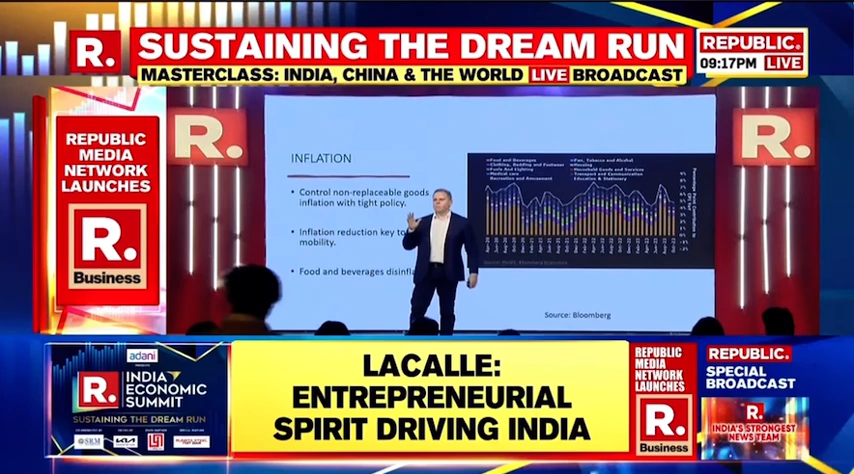 R.
SUSTAINING THE DREAM RUN
MASTERCLASS: INDIA, CHINA & THE WORLD LIVE BROADCAST
REPUBLIC.
09:17PM LIVE
REPUBLIC
MEDIA
NETWORK
LAUNCHES
R.
Business
R.
R.
INFLATION
• Control non-replaceable goods
inflation with tight policy.
• Inflation reduction key to
mobility.
• Food and beverages disinfla
Food and Beverages
Pan, Tobacco and Alcohol
Clothing, Bedding and Footwear
Housing
Fuels And Lighting
Household Goods and Services
Medical care
Transport and Communication
Recreation and Amusement
Education & Stationery
Source: Bloomberg
adani
R.
INDIA
ECONOMIC
SUMMIT
SUSTAINING THE DREAM RUN
SRM
KIA
LACALLE:
ENTREPRENEURIAL
SPIRIT DRIVING INDIA
REPUBLIC
MEDIA
NETWORK
LAUNCHES
R.
Business
REPUBLIC.
SPECIAL
BROADCAST
R.
INDIA'S STRONGEST
NEWS TEAM